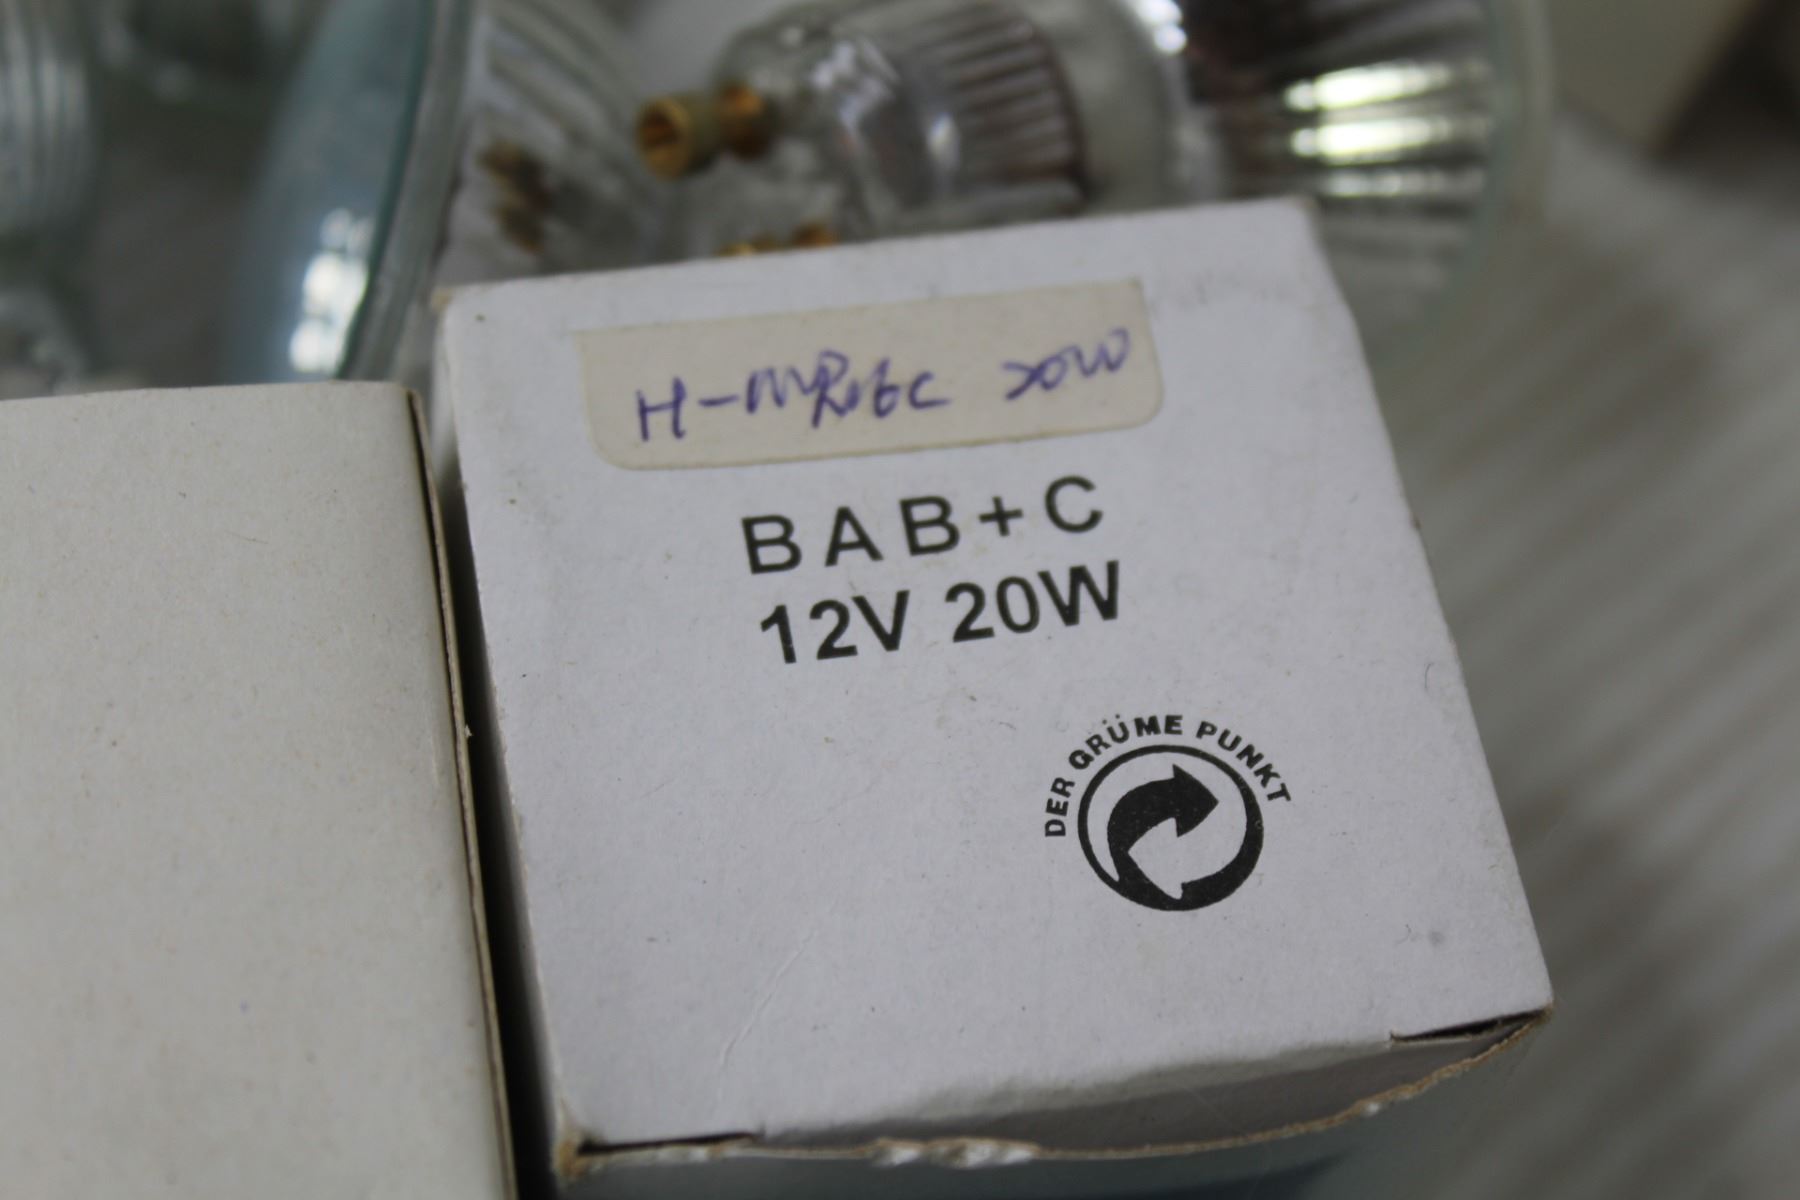 H-MR16C 20W
BAB+C
12V 20W
DER GRÜME PUNKT